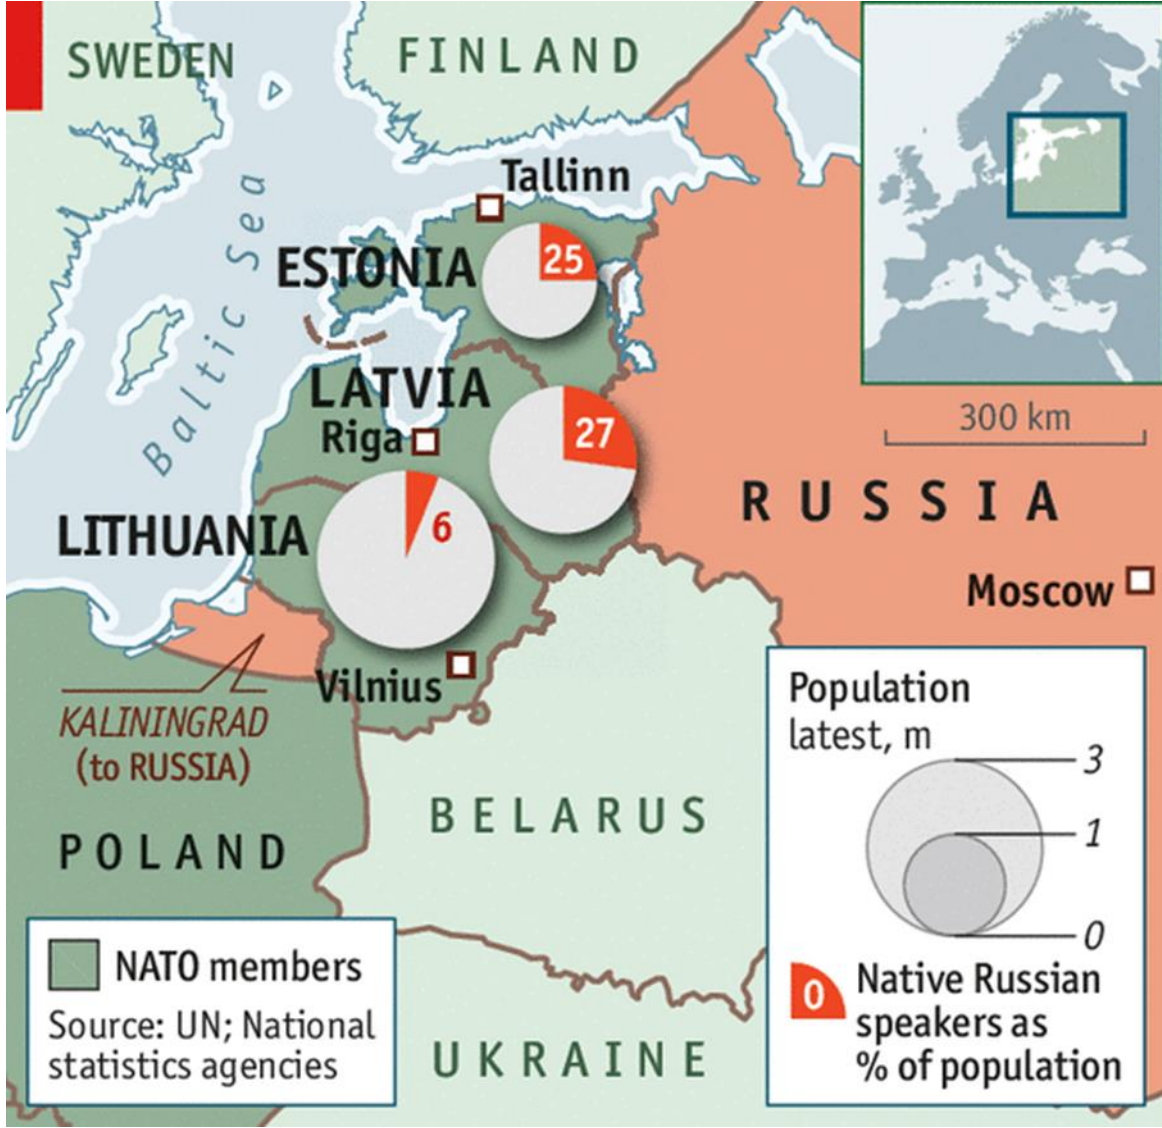 SWEDEN
FINLAND
Tallinn
Baltic Sea
ESTONIA
25
LATVIA
27
Riga
300 km
RUSSIA
LITHUANIA
6
Moscow
Vilnius
KALININGRAD
(to RUSSIA)
BELARUS
POLAND
UKRAINE
NATO members
Source: UN; National
statistics agencies
Population
latest, m
3
1
0
0
Native Russian
speakers as
% of population